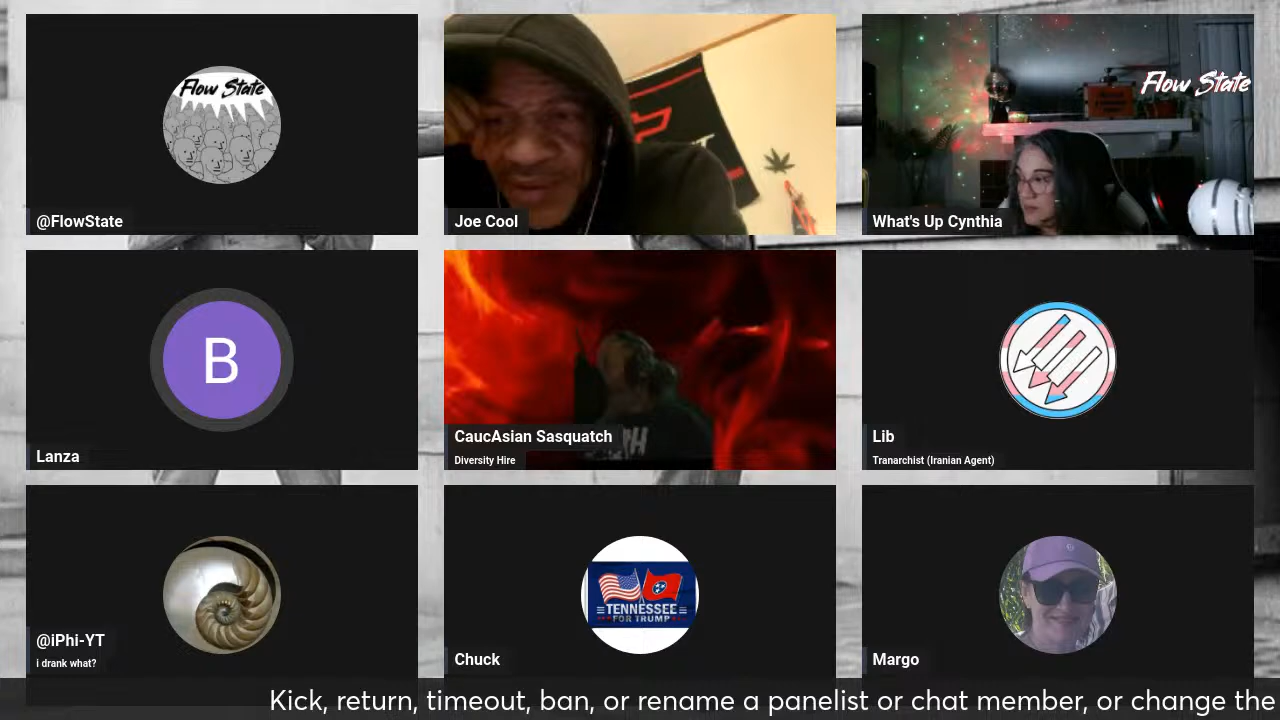 Flow State
@FlowState
Joe Cool
Flow State
What's Up Cynthia
B
Lanza
CaucAsian Sasquatch
Diversity Hire
Lib
Tranarchist (Iranian Agent)
@iPhi-YT
i drank what?
TENNESSEE
FOR TRUMP
Chuck
Margo
Kick, return, timeout, ban, or rename a panelist or chat member, or change the